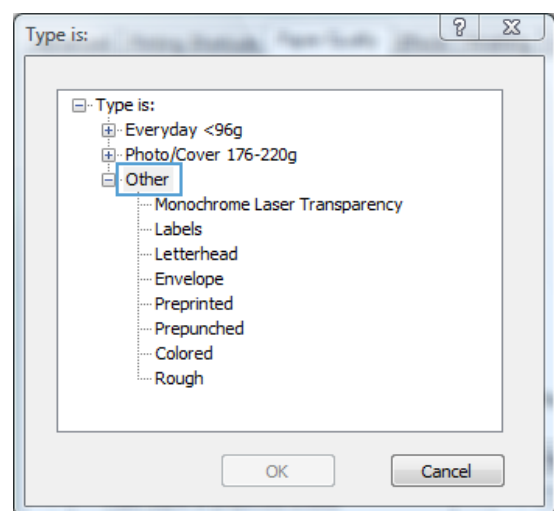 Type is:
Type is:
Everyday <96g
Photo/Cover 176-220g
Other
Monochrome Laser Transparency
Labels
Letterhead
Envelope
Preprinted
Prepunched
Colored
Rough
OK
Cancel